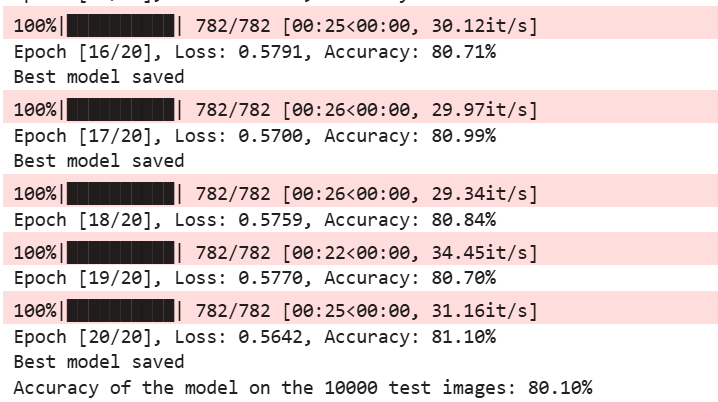 100%|██████████| 782/782 [00:25<00:00, 30.12it/s]
Epoch [16/20], Loss: 0.5791, Accuracy: 80.71%
Best model saved
100%|██████████| 782/782 [00:26<00:00, 29.97it/s]
Epoch [17/20], Loss: 0.5700, Accuracy: 80.99%
Best model saved
100%|██████████| 782/782 [00:26<00:00, 29.34it/s]
Epoch [18/20], Loss: 0.5759, Accuracy: 80.84%
100%|██████████| 782/782 [00:22<00:00, 34.45it/s]
Epoch [19/20], Loss: 0.5770, Accuracy: 80.70%
100%|██████████| 782/782 [00:25<00:00, 31.16it/s]
Epoch [20/20], Loss: 0.5642, Accuracy: 81.10%
Best model saved
Accuracy of the model on the 10000 test images: 80.10%